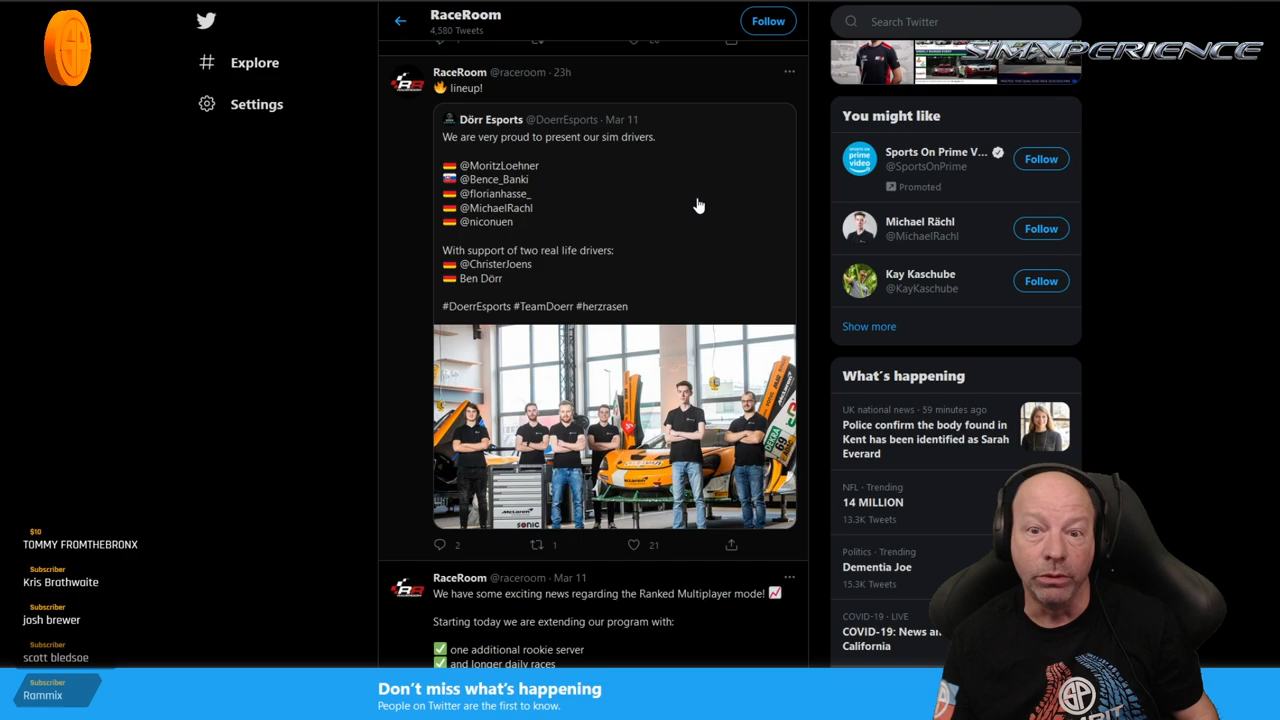 RaceRoom
4,580 Tweets
Follow
Search Twitter
SIMXPERIENCE
Explore
Settings
RaceRoom @raceroom · 23h
🔥 lineup!
Dörr Esports @DoerrEsports · Mar 11
We are very proud to present our sim drivers.
@MoritzLoehner
@Bence_Banki
@florianhasse_
@MichaelRachl
@niconuen
With support of two real life drivers:
@ChristerJoens
Ben Dörr
#DoerrEsports #TeamDoerr #herzrasen
McLaren
SONIC
2
1
21
RaceRoom @raceroom · Mar 11
We have some exciting news regarding the Ranked Multiplayer mode! 📈
Starting today we are extending our program with:
✅ one additional rookie server
✅ and longer daily races
You might like
Sports On Prime V...
@SportsOnPrime
Follow
Promoted
Michael Rächl
@MichaelRachl
Follow
Kay Kaschube
@KayKaschube
Follow
Show more
What's happening
UK national news · 59 minutes ago
Police confirm the body found in
Kent has been identified as Sarah
Everard
NFL · Trending
14 MILLION
13.3K Tweets
Politics · Trending
Dementia Joe
15.3K Tweets
COVID-19 · LIVE
COVID-19: News
California
$10
TOMMY FROMTHEBRONX
Subscriber
Kris Brathwaite
Subscriber
josh brewer
Subscriber
scott bledsoe
Subscriber
Rammix
Don't miss what's happening
People on Twitter are the first to know.